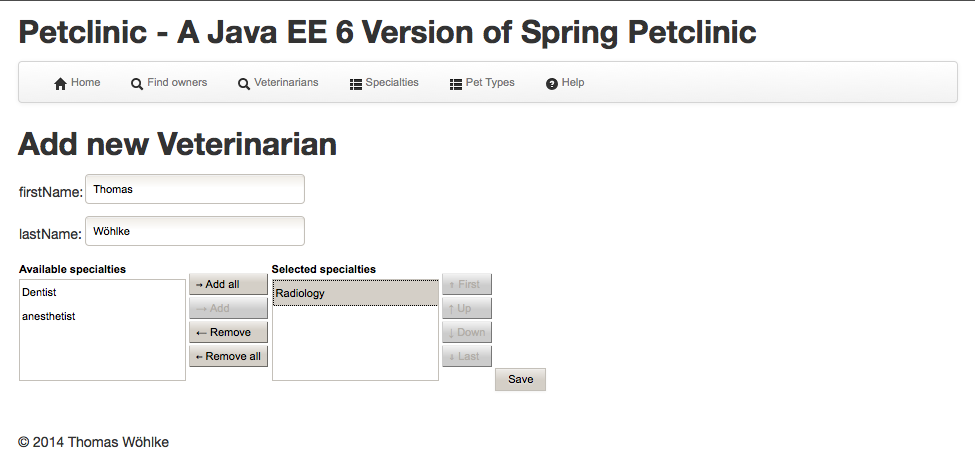 Petclinic - A Java EE 6 Version of Spring Petclinic
Home Find owners Veterinarians Specialties Pet Types Help
Add new Veterinarian
firstName: Thomas
lastName: Wöhlke
Available specialties Selected specialties
Dentist
anesthetist
→ Add all
→ Add
← Remove
← Remove all
Radiology
↑ First
↑ Up
↓ Down
↓ Last
Save
© 2014 Thomas Wöhlke